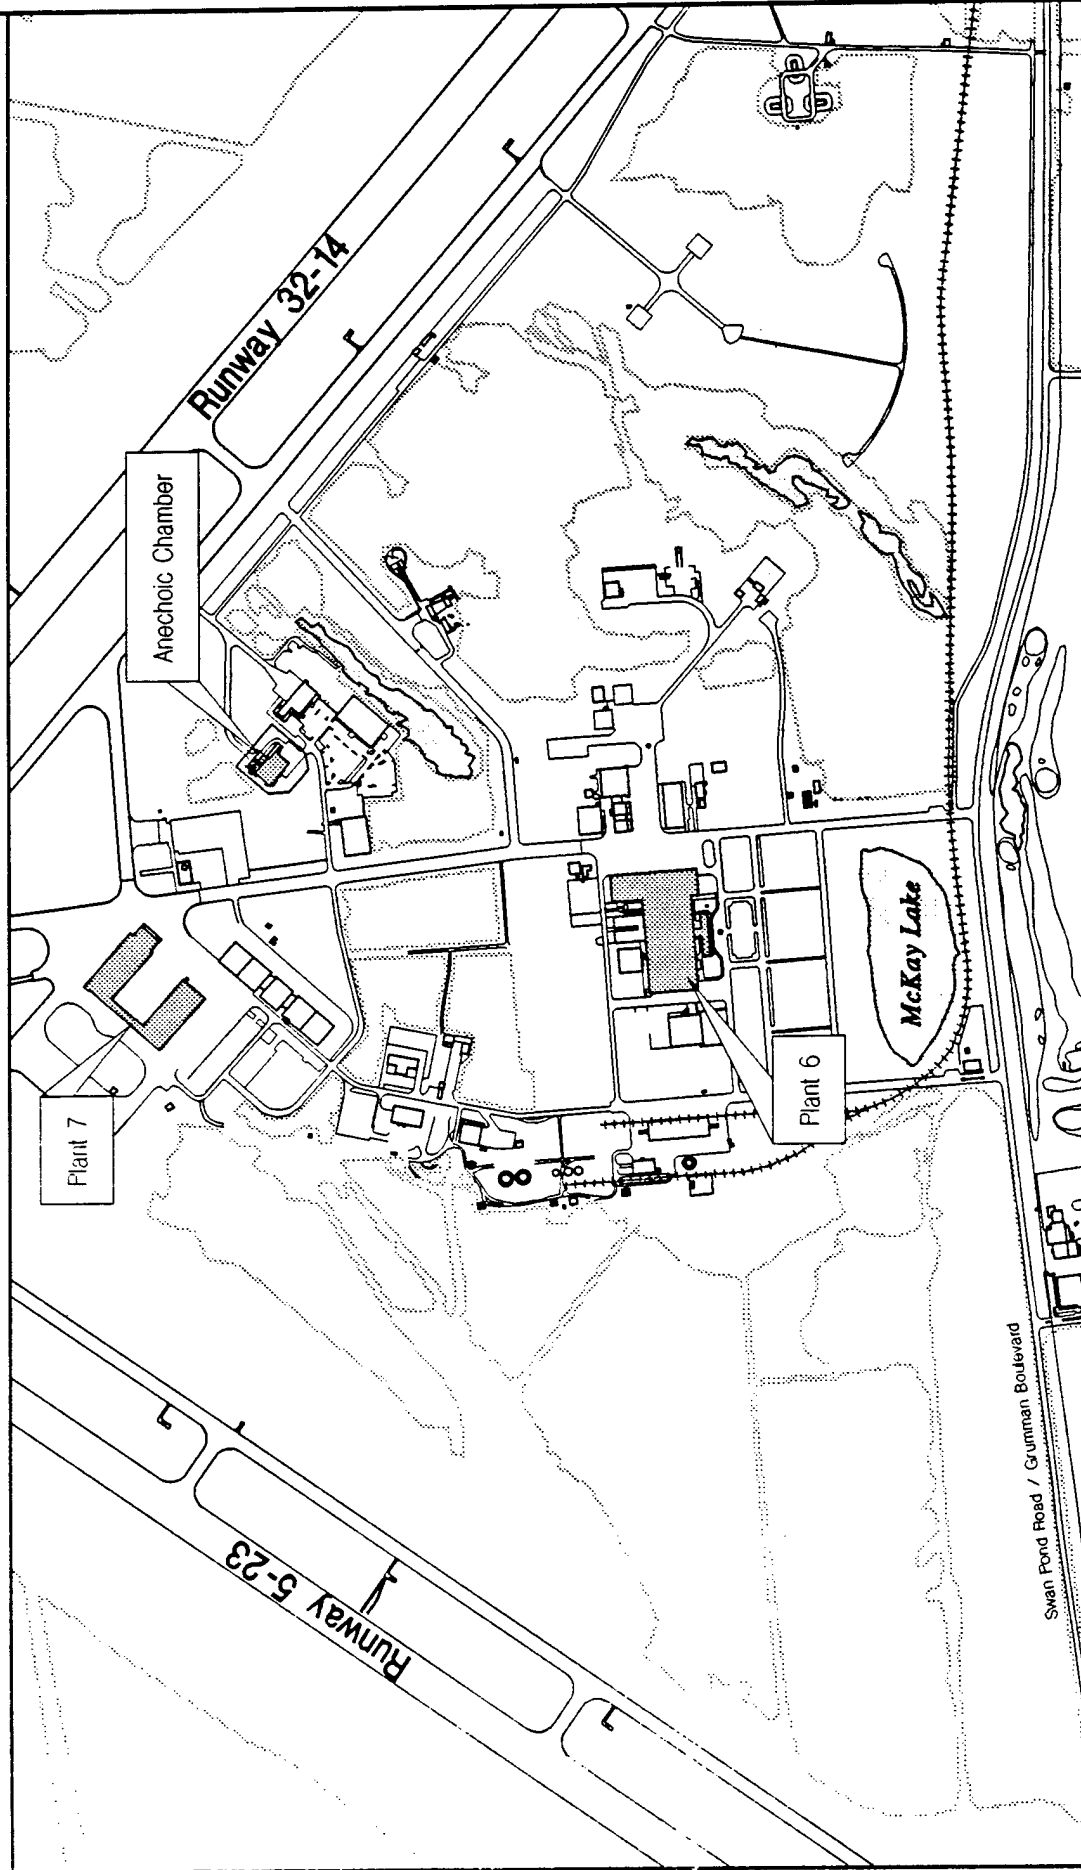 Runway 32-14
Anechoic Chamber
Plant 7
Plant 6
McKay Lake
Runway 5-23
Swan Pond Road / Grumman Boulevard